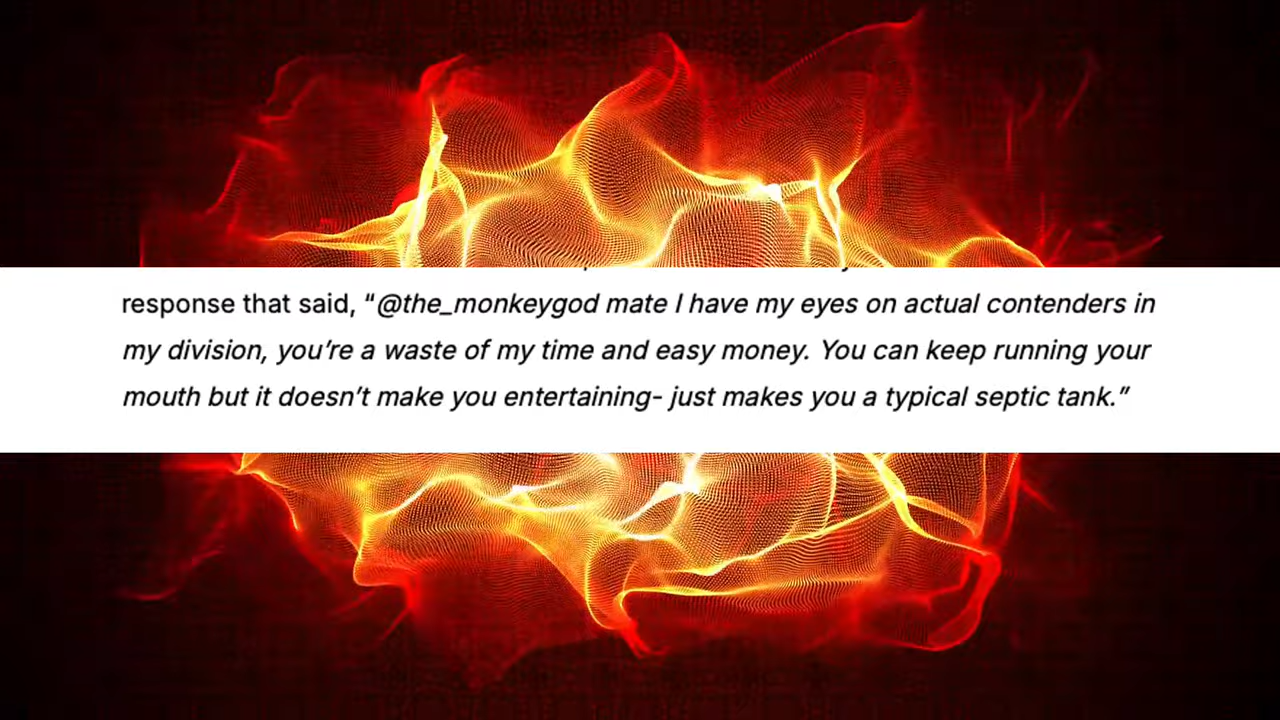 response that said, “@the_monkeygod mate I have my eyes on actual contenders in
my division, you’re a waste of my time and easy money. You can keep running your
mouth but it doesn’t make you entertaining- just makes you a typical septic tank.”